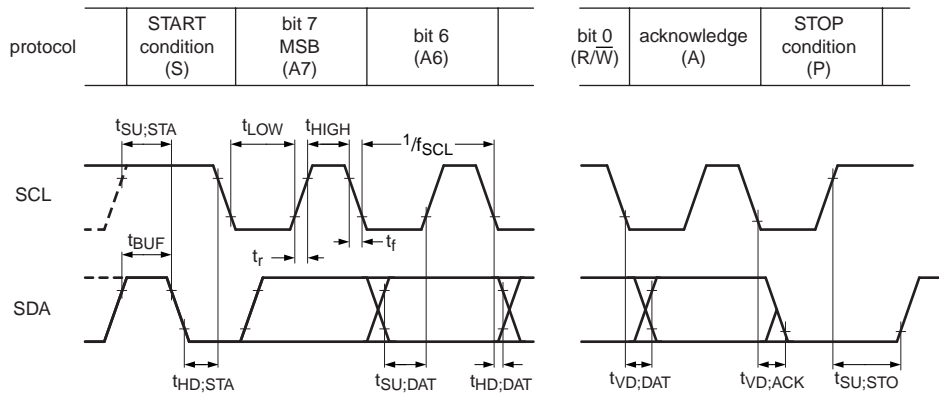 protocol
START
condition
(S)
bit 7
MSB
(A7)
bit 6
(A6)
bit 0
(R/W̅)
acknowledge
(A)
STOP
condition
(P)
tSU;STA
tLOW
tHIGH
1/fSCL
SCL
tBUF
tr
tf
SDA
tHD;STA
tSU;DAT
tHD;DAT
tVD;DAT
tVD;ACK
tSU;STO